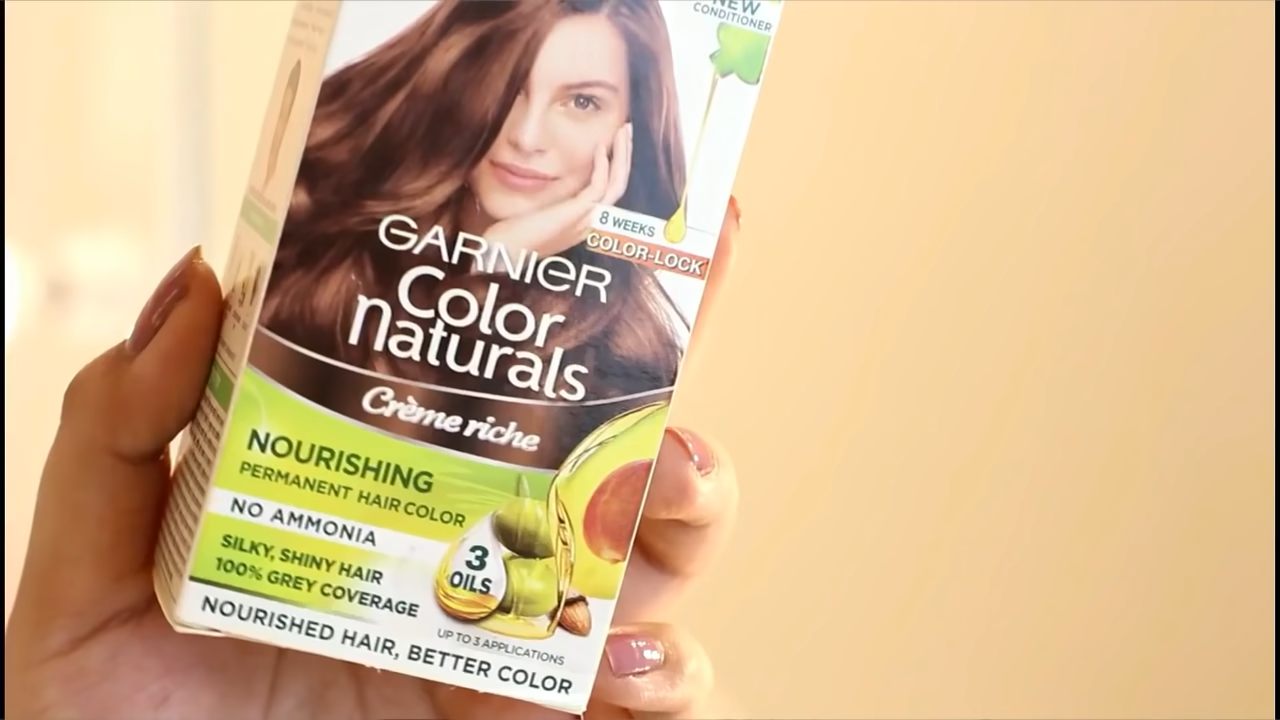 NEW
CONDITIONER
8 WEEKS
COLOR-LOCK
GARNIER
Color
naturals
Crème riche
NOURISHING
PERMANENT HAIR COLOR
NO AMMONIA
SILKY, SHINY HAIR
100% GREY COVERAGE
3
OILS
UP TO 3 APPLICATIONS
NOURISHED HAIR, BETTER COLOR